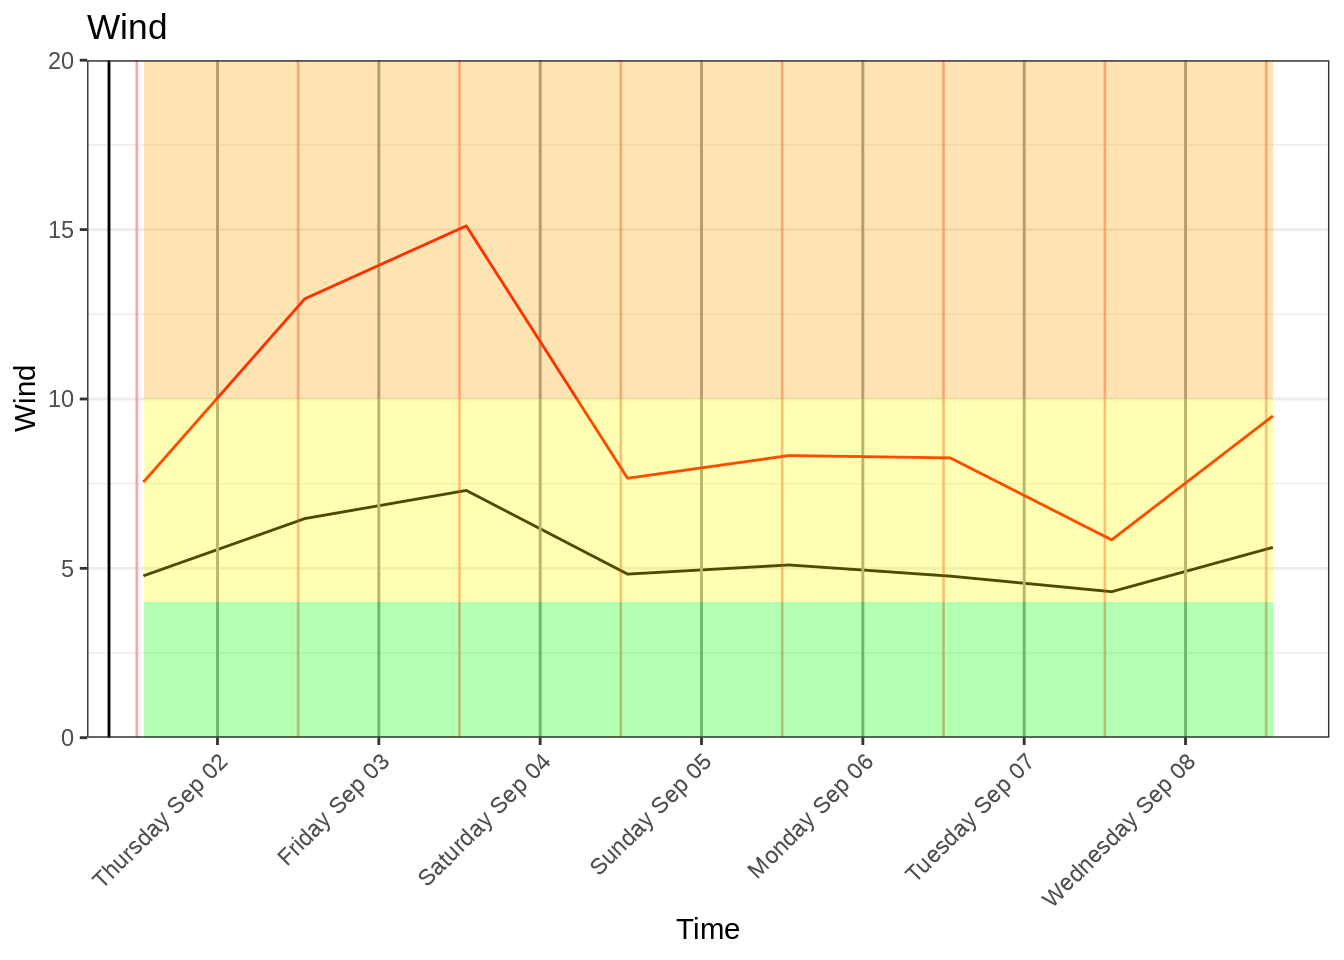 Wind
20
15
10
5
0
Wind
Thursday Sep 02
Friday Sep 03
Saturday Sep 04
Sunday Sep 05
Monday Sep 06
Tuesday Sep 07
Wednesday Sep 08
Time